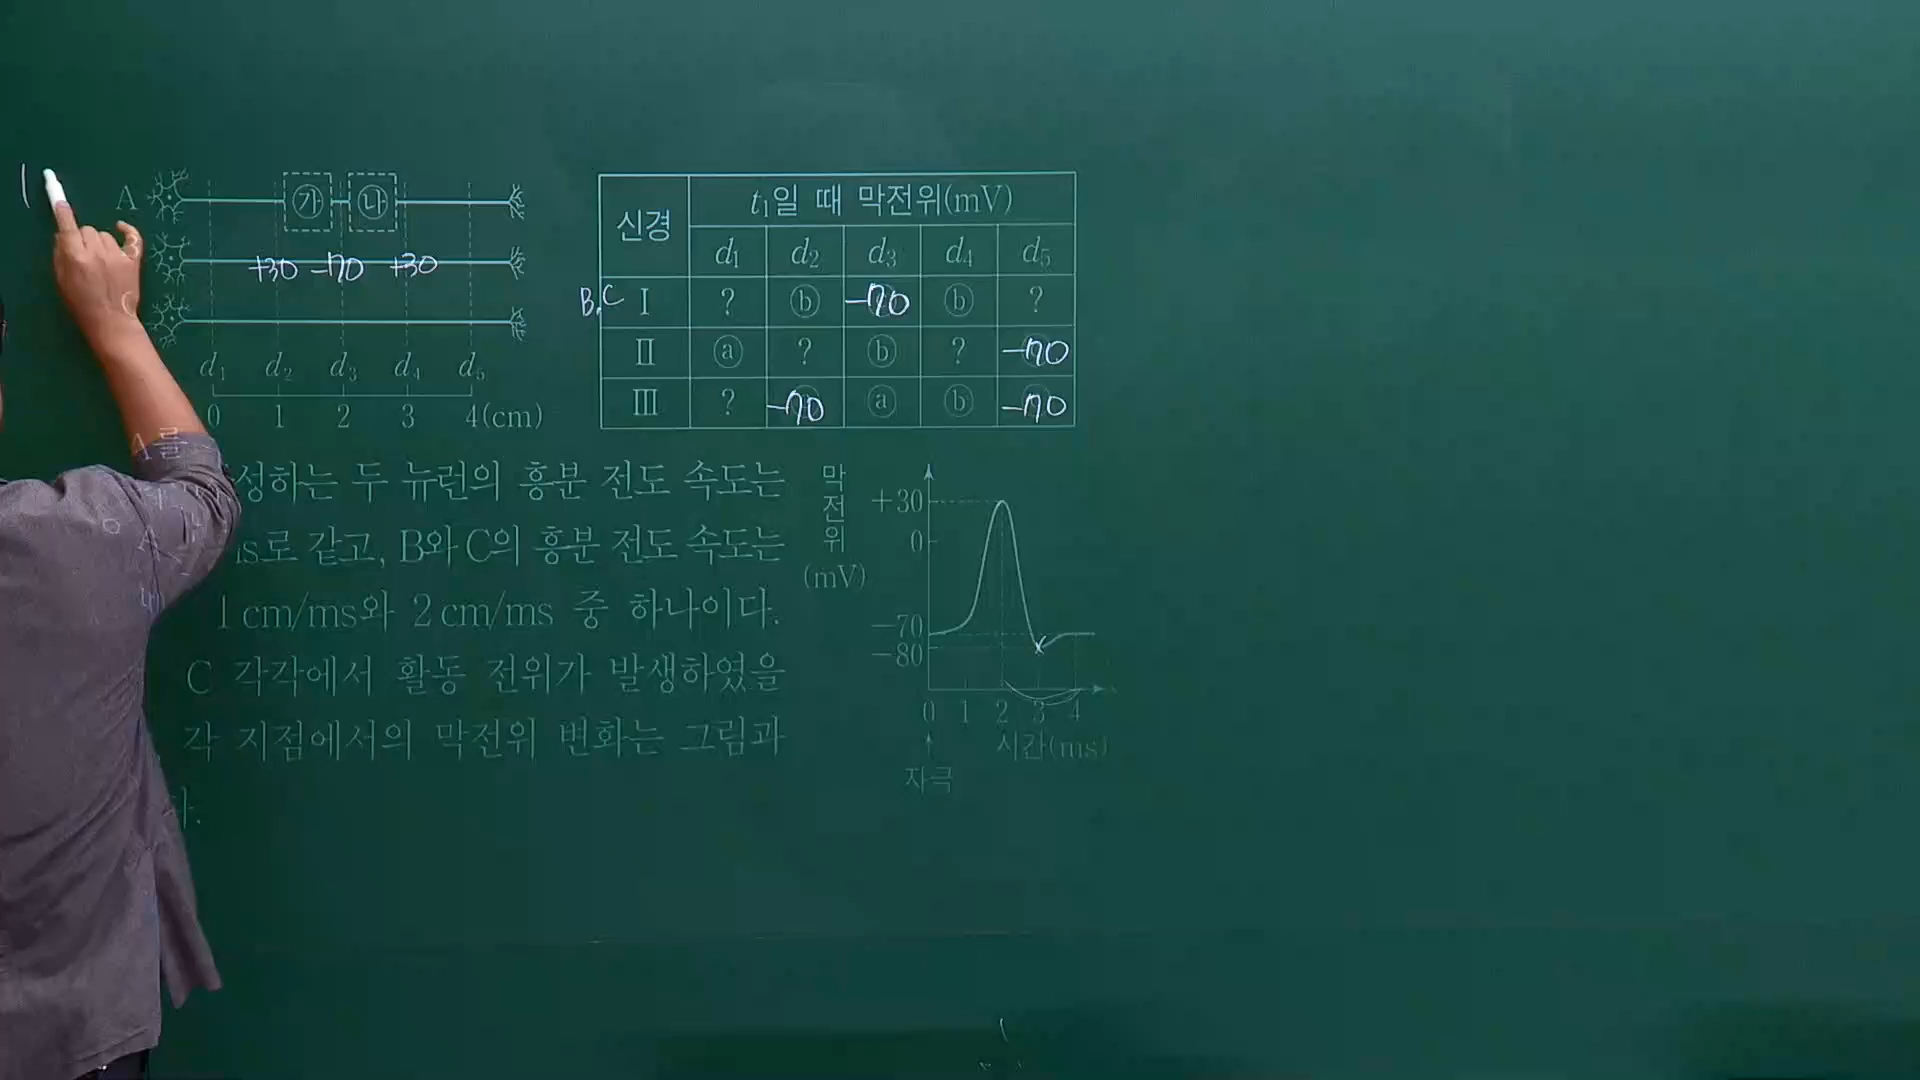 A ㉮ ㉯
B +30 -70 +30
C
d₁ d₂ d₃ d₄ d₅
0 1 2 3 4(cm)
신경 t₁일 때 막전위(mV)
d₁ d₂ d₃ d₄ d₅
B,C Ⅰ ? ⓑ -70 ⓑ ?
Ⅱ ⓐ ? ⓑ ? -70
Ⅲ ? -70 ⓐ ⓑ -70
A를
성하는 두 뉴런의 흥분 전도 속도는
로 같고, B와 C의 흥분 전도 속도는
1 cm/ms와 2 cm/ms 중 하나이다.
C 각각에서 활동 전위가 발생하였을
각 지점에서의 막전위 변화는 그림과
막전위(mV)
+30
0
-70
-80
0 1 2 3 4
시간(ms)
자극